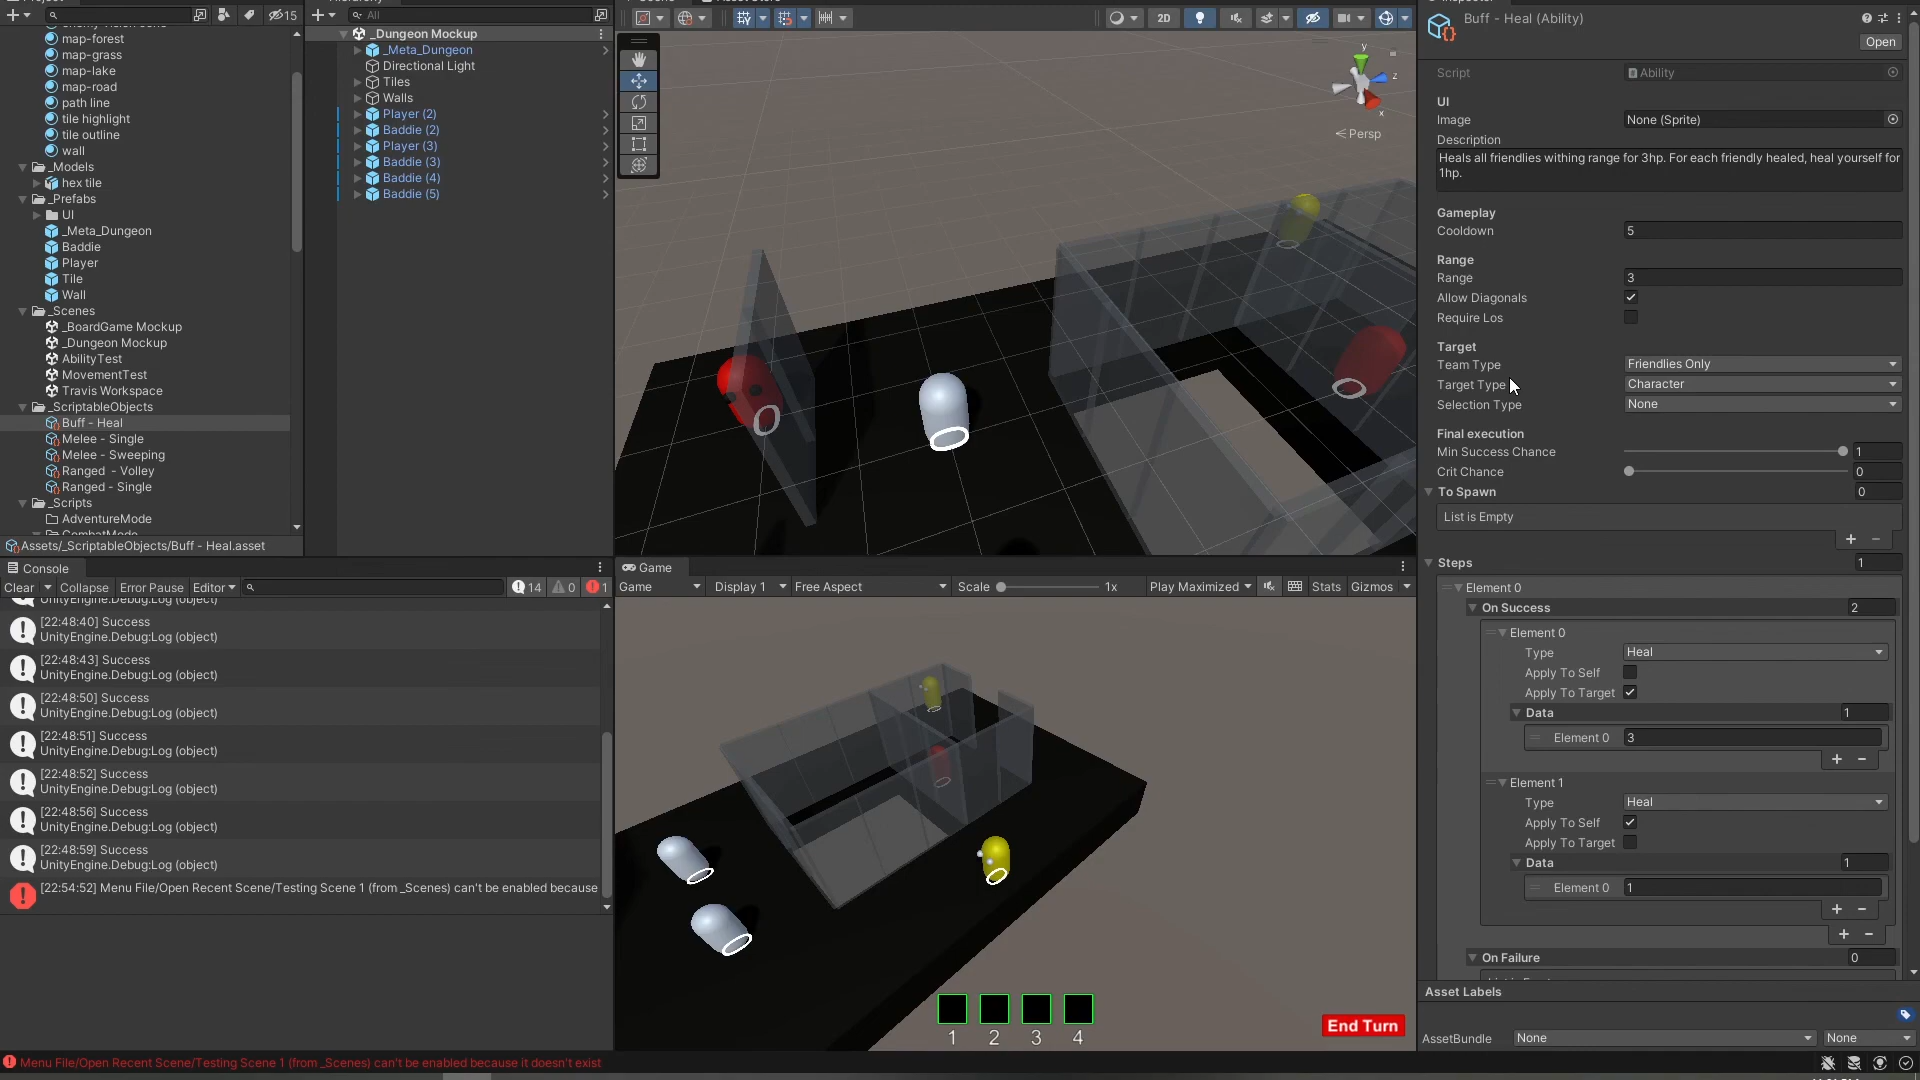 15
All
map-forest
map-grass
map-lake
map-road
path line
tile highlight
tile outline
wall
_Models
hex tile
_Prefabs
UI
_Meta_Dungeon
Baddie
Player
Tile
Wall
_Scenes
_BoardGame Mockup
_Dungeon Mockup
AbilityTest
MovementTest
Travis Workspace
_ScriptableObjects
Buff - Heal
Melee - Single
Melee - Sweeping
Ranged - Volley
Ranged - Single
_Scripts
AdventureMode
Assets/_ScriptableObjects/Buff - Heal.asset
_Dungeon Mockup
_Meta_Dungeon
Directional Light
Tiles
Walls
Player (2)
Baddie (2)
Player (3)
Baddie (3)
Baddie (4)
Baddie (5)
2D
y
z
x
Persp
Console
Clear
Collapse
Error Pause
Editor
14
0
1
UnityEngine.Debug:Log (object)
[22:48:40] Success
UnityEngine.Debug:Log (object)
[22:48:43] Success
UnityEngine.Debug:Log (object)
[22:48:50] Success
UnityEngine.Debug:Log (object)
[22:48:51] Success
UnityEngine.Debug:Log (object)
[22:48:52] Success
UnityEngine.Debug:Log (object)
[22:48:56] Success
UnityEngine.Debug:Log (object)
[22:48:59] Success
UnityEngine.Debug:Log (object)
[22:54:52] Menu File/Open Recent Scene/Testing Scene 1 (from _Scenes) can't be enabled because
Menu File/Open Recent Scene/Testing Scene 1 (from _Scenes) can't be enabled because it doesn't exist
Game
Game
Display 1
Free Aspect
Scale
1x
Play Maximized
Stats
Gizmos
1
2
3
4
End Turn
Buff - Heal (Ability)
Open
Script
Ability
UI
Image
None (Sprite)
Description
Heals all friendlies withing range for 3hp. For each friendly healed, heal yourself for
1hp.
Gameplay
Cooldown
5
Range
Range
3
Allow Diagonals
Require Los
Target
Team Type
Friendlies Only
Target Type
Character
Selection Type
None
Final execution
Min Success Chance
1
Crit Chance
0
To Spawn
0
List is Empty
Steps
1
Element 0
On Success
2
Element 0
Type
Heal
Apply To Self
Apply To Target
Data
1
Element 0
3
Element 1
Type
Heal
Apply To Self
Apply To Target
Data
1
Element 0
1
On Failure
0
Asset Labels
AssetBundle
None
None